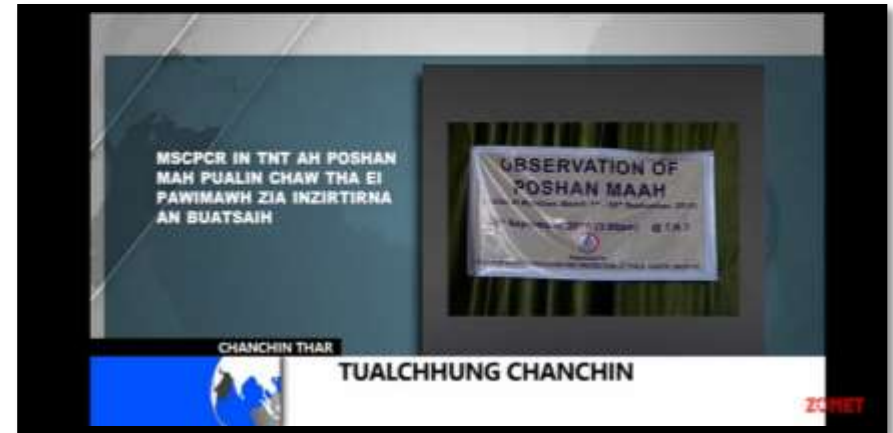 MSCPCR IN TNT AH POSHAN
MAH PUALIN CHAW THA EI
PAWIMAWH ZIA INZIRTIRNA
AN BUATSAIH
OBSERVATION OF
POSHAN MAAH
@ T.N.T
CHANCHIN THAR
TUALCHHUNG CHANCHIN
ZONET